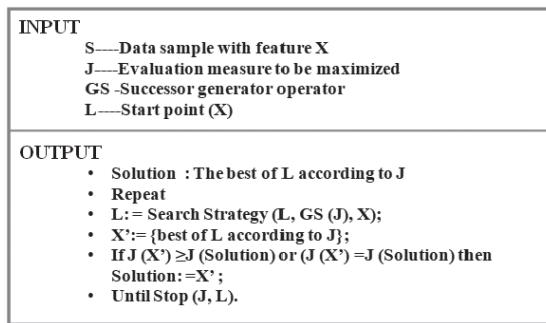 INPUT
S----Data sample with feature X
J----Evaluation measure to be maximized
GS -Successor generator operator
L----Start point (X)
OUTPUT
• Solution : The best of L according to J
• Repeat
• L: = Search Strategy (L, GS (J), X);
• X’:= {best of L according to J};
• If J (X’) ≥J (Solution) or (J (X’) =J (Solution) then
Solution: =X’ ;
• Until Stop (J, L).